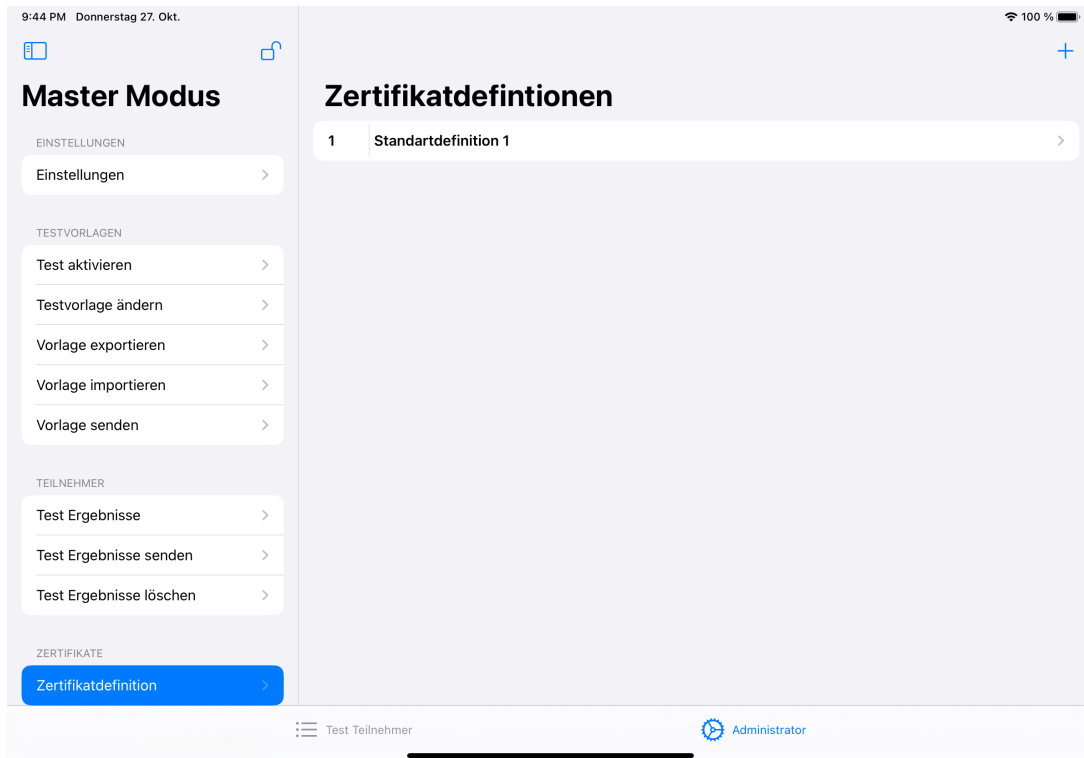 9:44 PM Donnerstag 27. Okt.
100 %
Master Modus
EINSTELLUNGEN
Einstellungen
TESTVORLAGEN
Test aktivieren
Testvorlage ändern
Vorlage exportieren
Vorlage importieren
Vorlage senden
TEILNEHMER
Test Ergebnisse
Test Ergebnisse senden
Test Ergebnisse löschen
ZERTIFIKATE
Zertifikatdefinition
Zertifikatdefintionen
1 Standartdefinition 1
Test Teilnehmer
Administrator